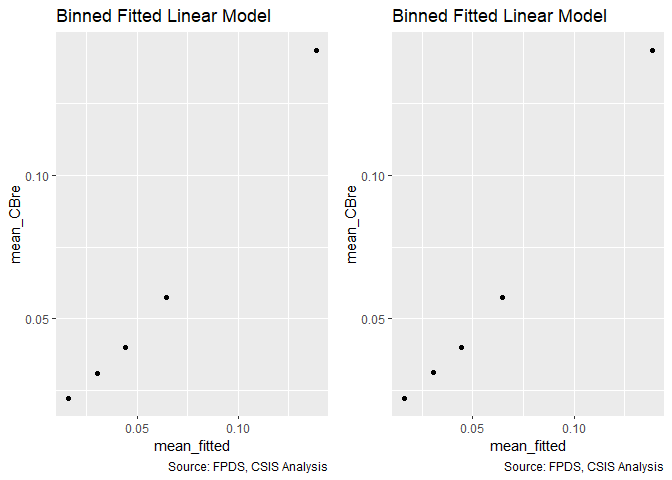 Binned Fitted Linear Model
mean_CBre
0.10
0.05
0.05 0.10
mean_fitted
Source: FPDS, CSIS Analysis
Binned Fitted Linear Model
mean_CBre
0.10
0.05
0.05 0.10
mean_fitted
Source: FPDS, CSIS Analysis